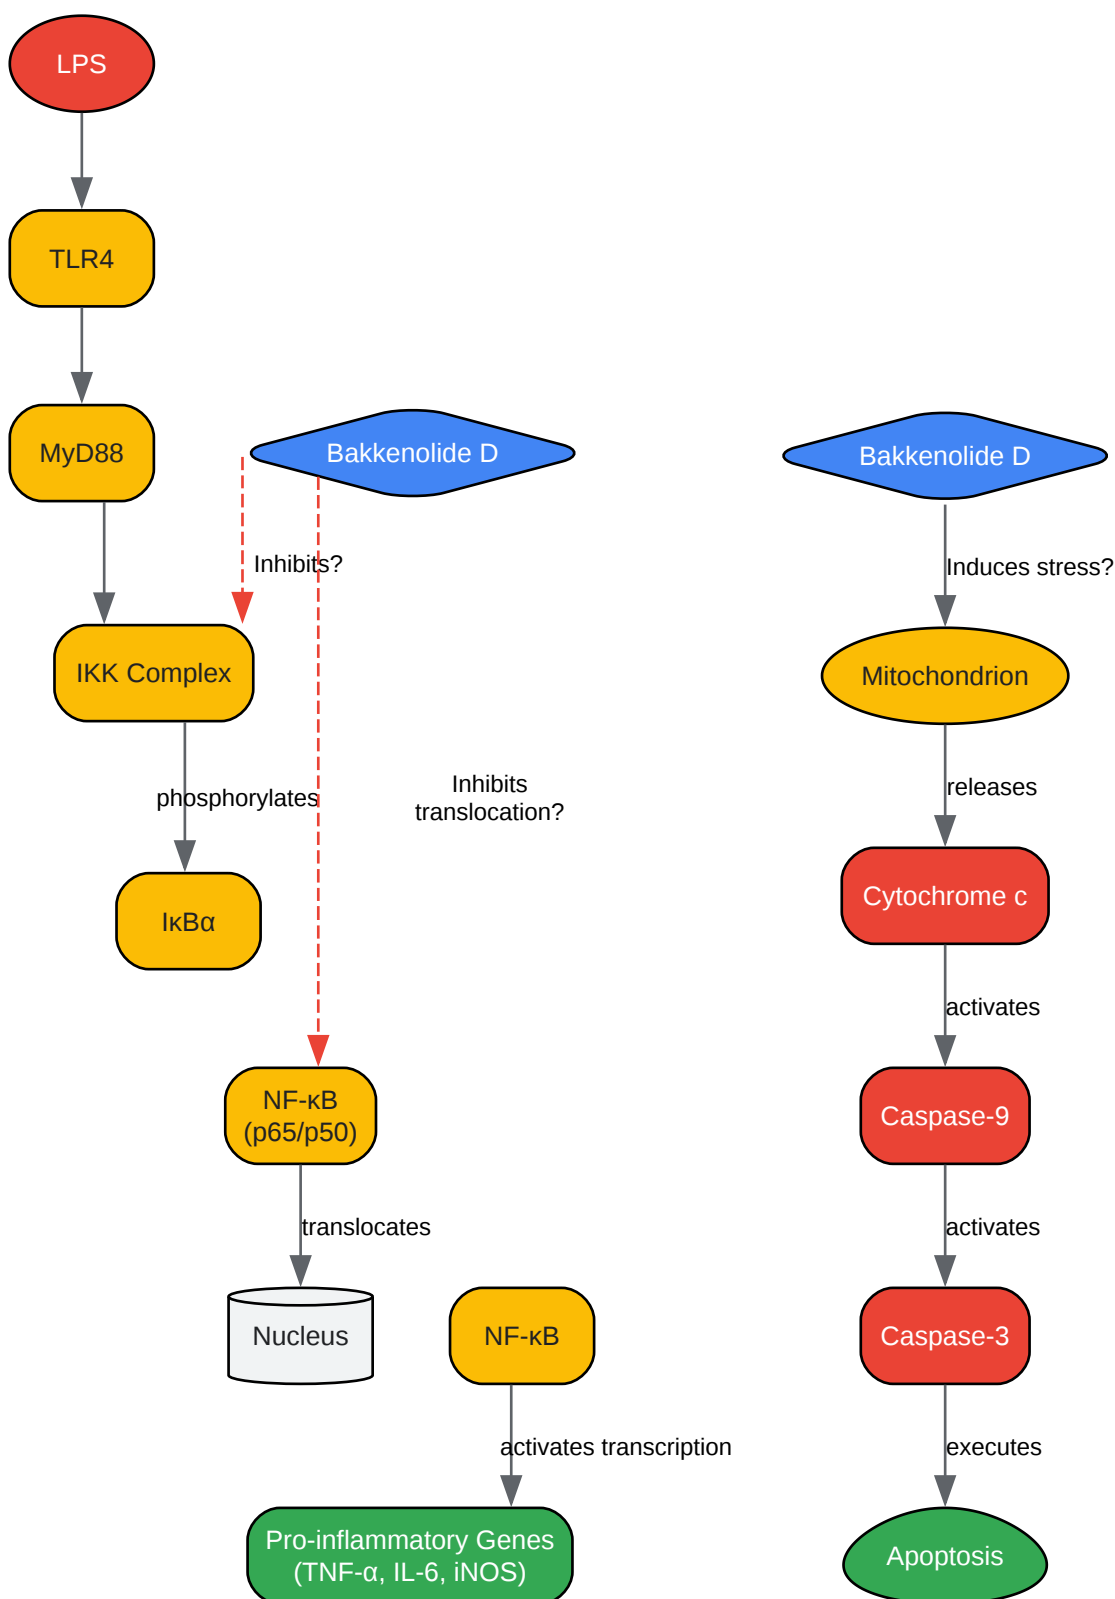 LPS
TLR4
MyD88
Bakkenolide D
Inhibits?
IKK Complex
phosphorylates
Inhibits
translocation?
IκBα
NF-κB
(p65/p50)
translocates
Nucleus
NF-κB
activates transcription
Pro-inflammatory Genes
(TNF-α, IL-6, iNOS)
Bakkenolide D
Induces stress?
Mitochondrion
releases
Cytochrome c
activates
Caspase-9
activates
Caspase-3
executes
Apoptosis